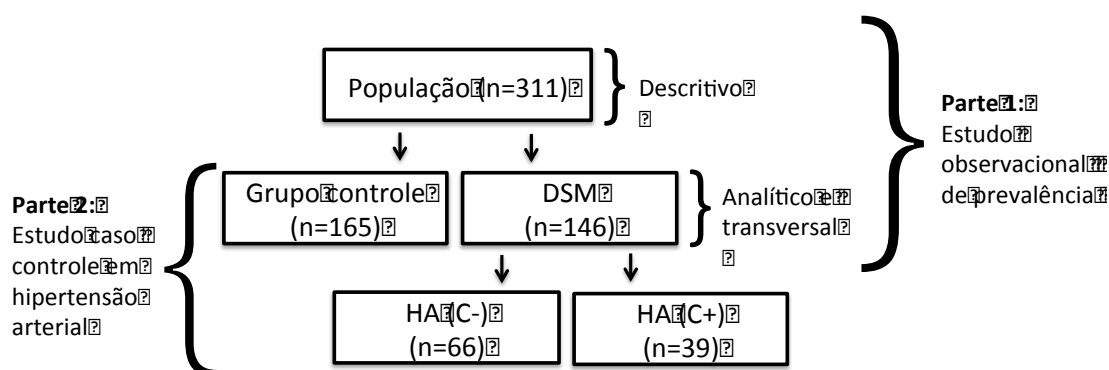 População (n=311)
Descritivo
Parte 1:
Estudo
observacional
de prevalência
Grupo controle
(n=165)
DSM
(n=146)
Analítico e
transversal
Parte 2:
Estudo caso
controle em
hipertensão
arterial
HA (C-)
(n=66)
HA (C+)
(n=39)